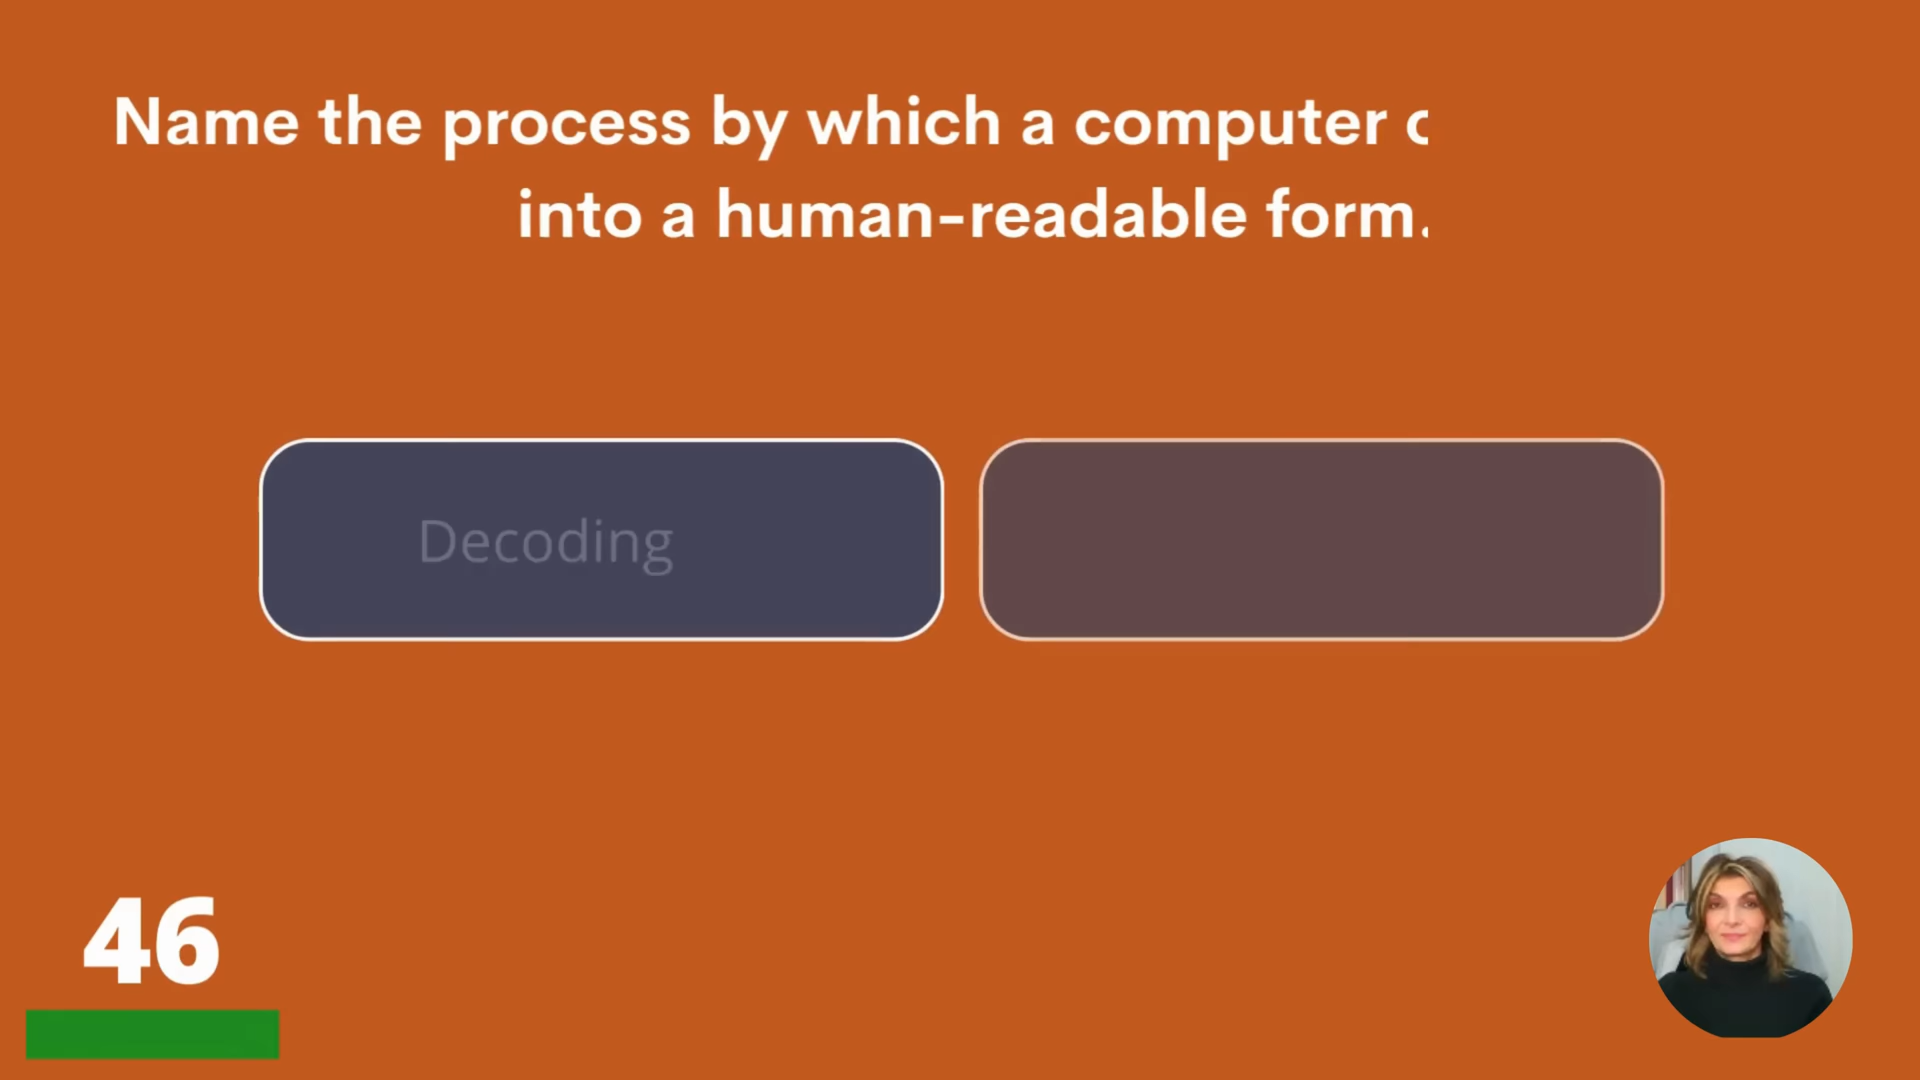 Name the process by which a computer
into a human-readable form.
Decoding
46